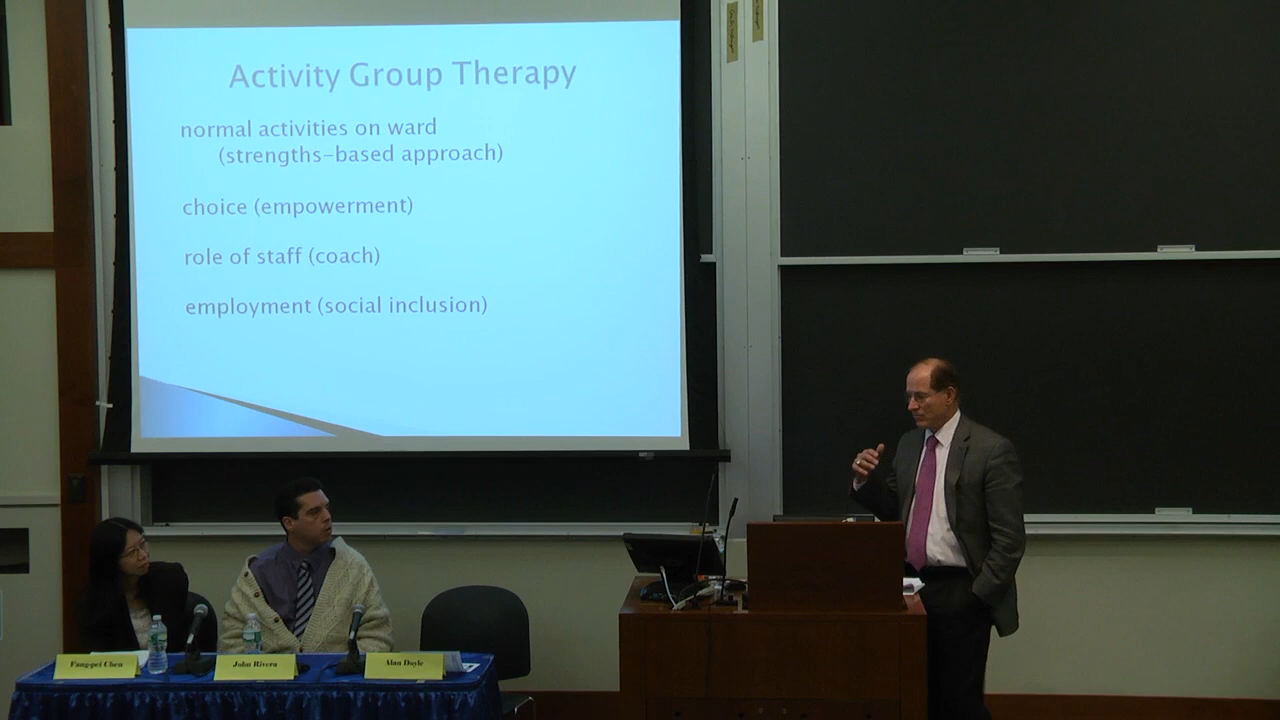 Activity Group Therapy
normal activities on ward
(strengths-based approach)
choice (empowerment)
role of staff (coach)
employment (social inclusion)
Fang-pei Chen
John Rivera
Alan Doyle